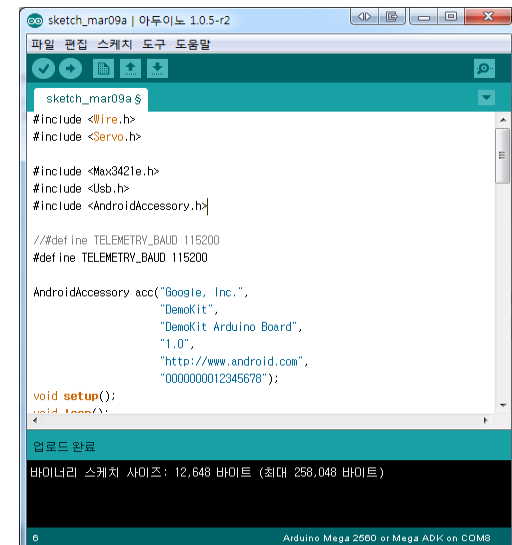 sketch_mar09a | 아두이노 1.0.5-r2
파일 편집 스케치 도구 도움말
sketch_mar09a §
#include <Wire.h>
#include <Servo.h>
#include <Max3421e.h>
#include <Usb.h>
#include <AndroidAccessory.h>
//#define TELEMETRY_BAUD 115200
#define TELEMETRY_BAUD 115200
AndroidAccessory acc("Google, Inc.",
"DemoKit",
"DemoKit Arduino Board",
"1.0",
"http://www.android.com",
"0000000012345678");
void setup();
void loop();
업로드 완료
바이너리 스케치 사이즈: 12,648 바이트 (최대 258,048 바이트)
6 Arduino Mega 2560 or Mega ADK on COM8